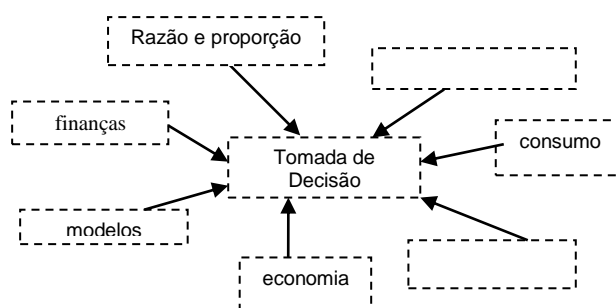 Razão e proporção
finanças
consumo
Tomada de
Decisão
modelos
economia